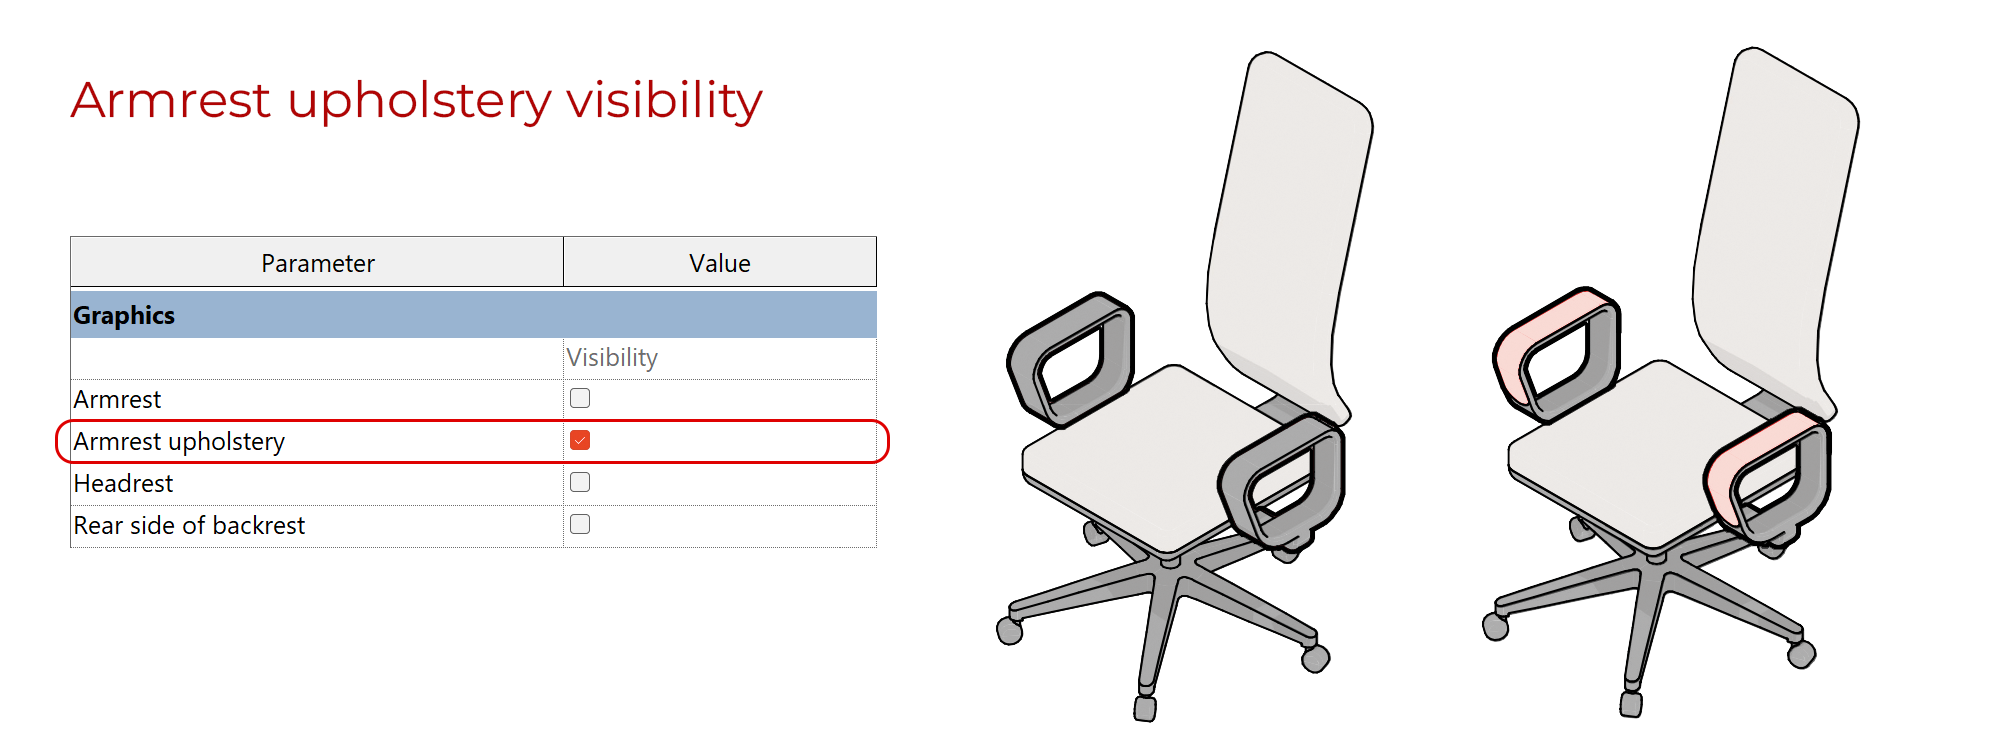 Armrest upholstery visibility
Parameter Value
Graphics
Visibility
Armrest
Armrest upholstery
Headrest
Rear side of backrest